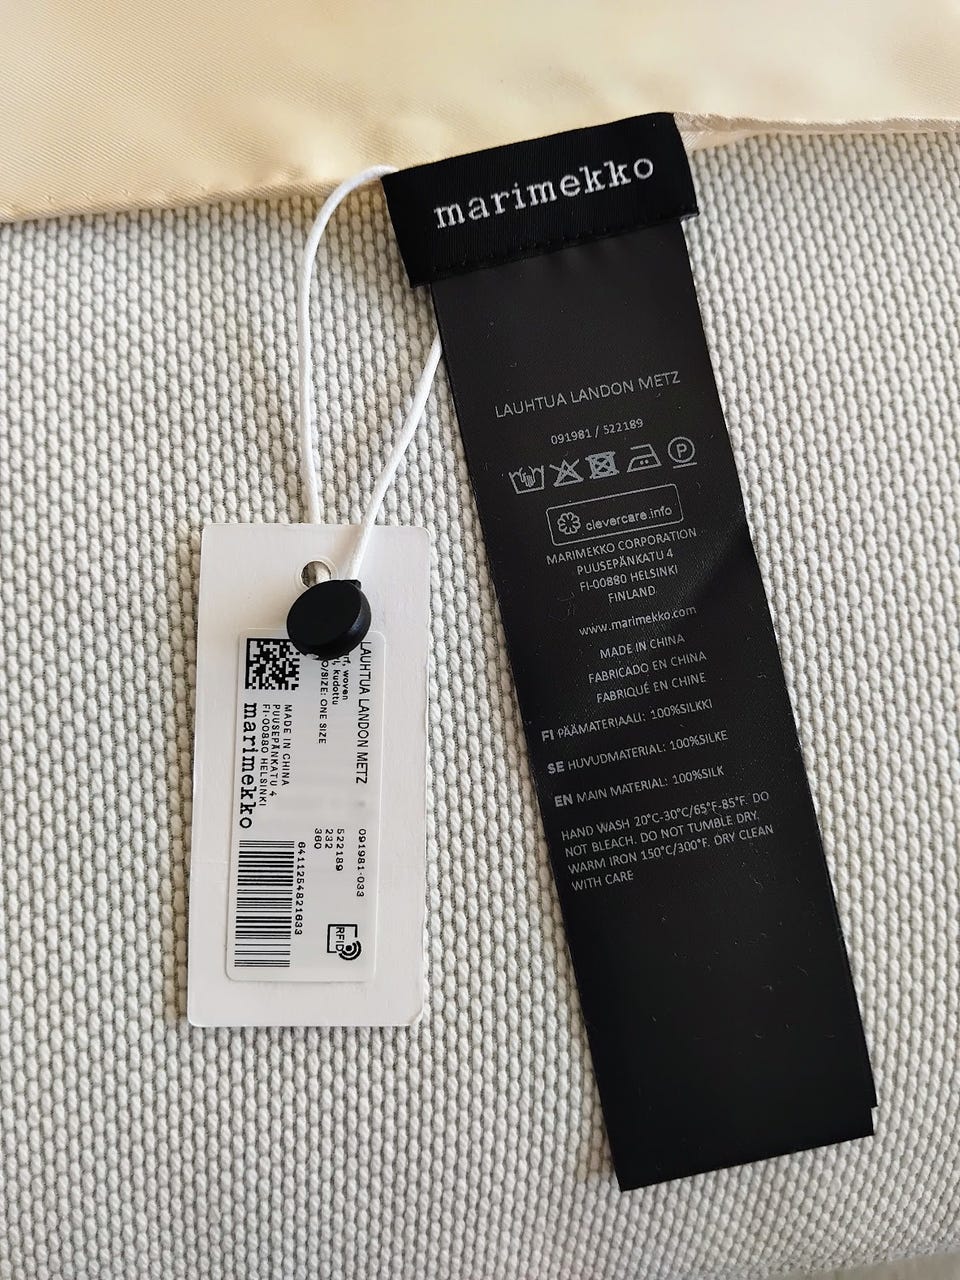 marimekko
LAUHTUA LANDON METZ
091981 / 522189
P
clevercare.info
MARIMEKKO CORPORATION
PUUSEPÄNKATU 4
FI-00880 HELSINKI
FINLAND
www.marimekko.com
MADE IN CHINA
FABRICADO EN CHINA
FABRIQUÉ EN CHINE
FI PÄÄMATERIAALI: 100%SILKKI
SE HUVUDMATERIAL: 100%SILKE
EN MAIN MATERIAL: 100%SILK
HAND WASH 20°C-30°C/65°F-85°F. DO
NOT BLEACH. DO NOT TUMBLE DRY.
WARM IRON 150°C/300°F. DRY CLEAN
WITH CARE
LAUHTUA LANDON METZ
woven
kudottu
/SIZE: ONE SIZE
MADE IN CHINA
PUUSEPÄNKATU 4
FI-00880 HELSINKI
marimekko
091981-033
522189
232
360
6411254821633
RFID